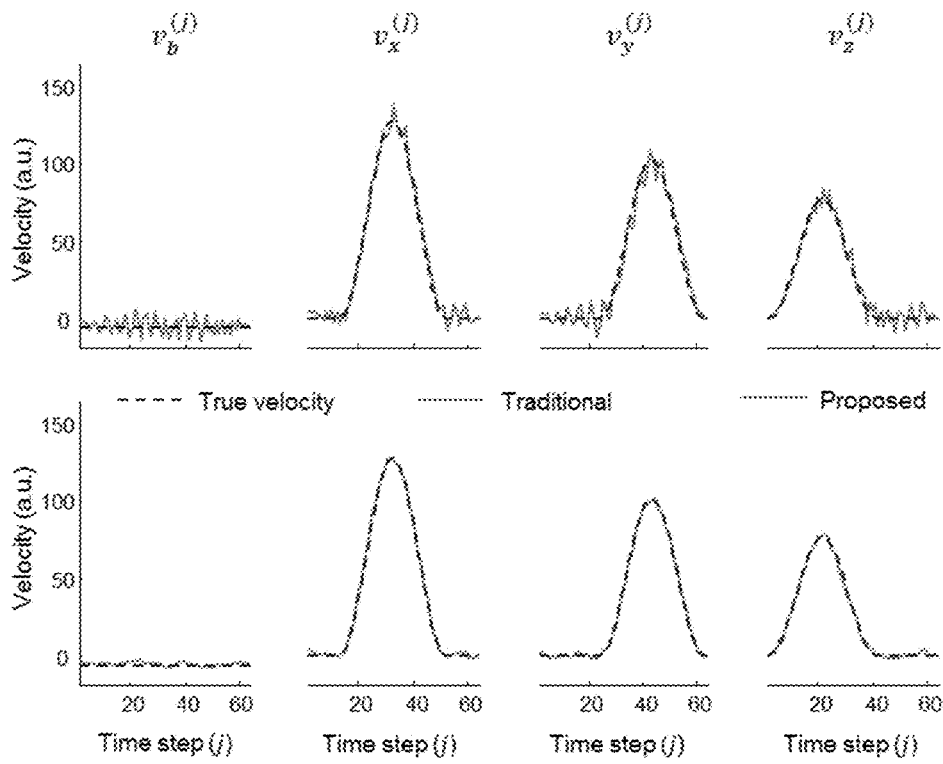 v_b^(j) v_x^(j) v_y^(j) v_z^(j)
Velocity (a.u.)
150
100
50
0
True velocity Traditional Proposed
Velocity (a.u.)
150
100
50
0
20 40 60 20 40 60 20 40 60 20 40 60
Time step (j) Time step (j) Time step (j) Time step (j)